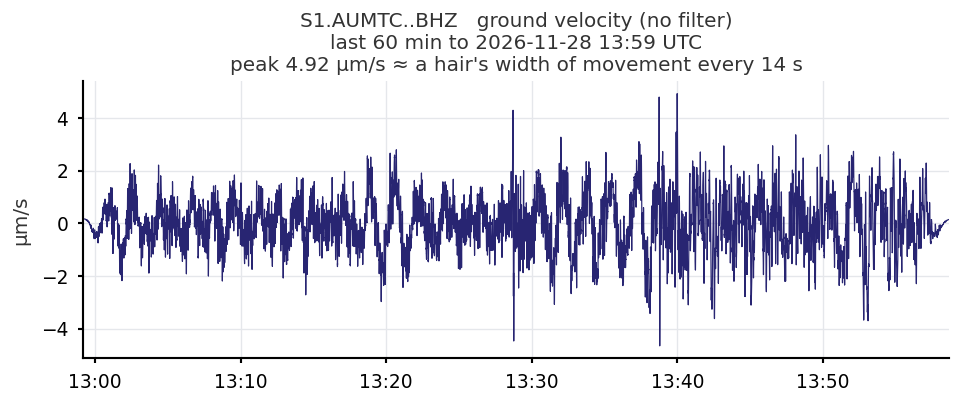 S1.AUMTC..BHZ   ground velocity (no filter)
last 60 min to 2026-11-28 13:59 UTC
peak 4.92 µm/s ≈ a hair's width of movement every 14 s
µm/s
4
2
0
−2
−4
13:00
13:10
13:20
13:30
13:40
13:50